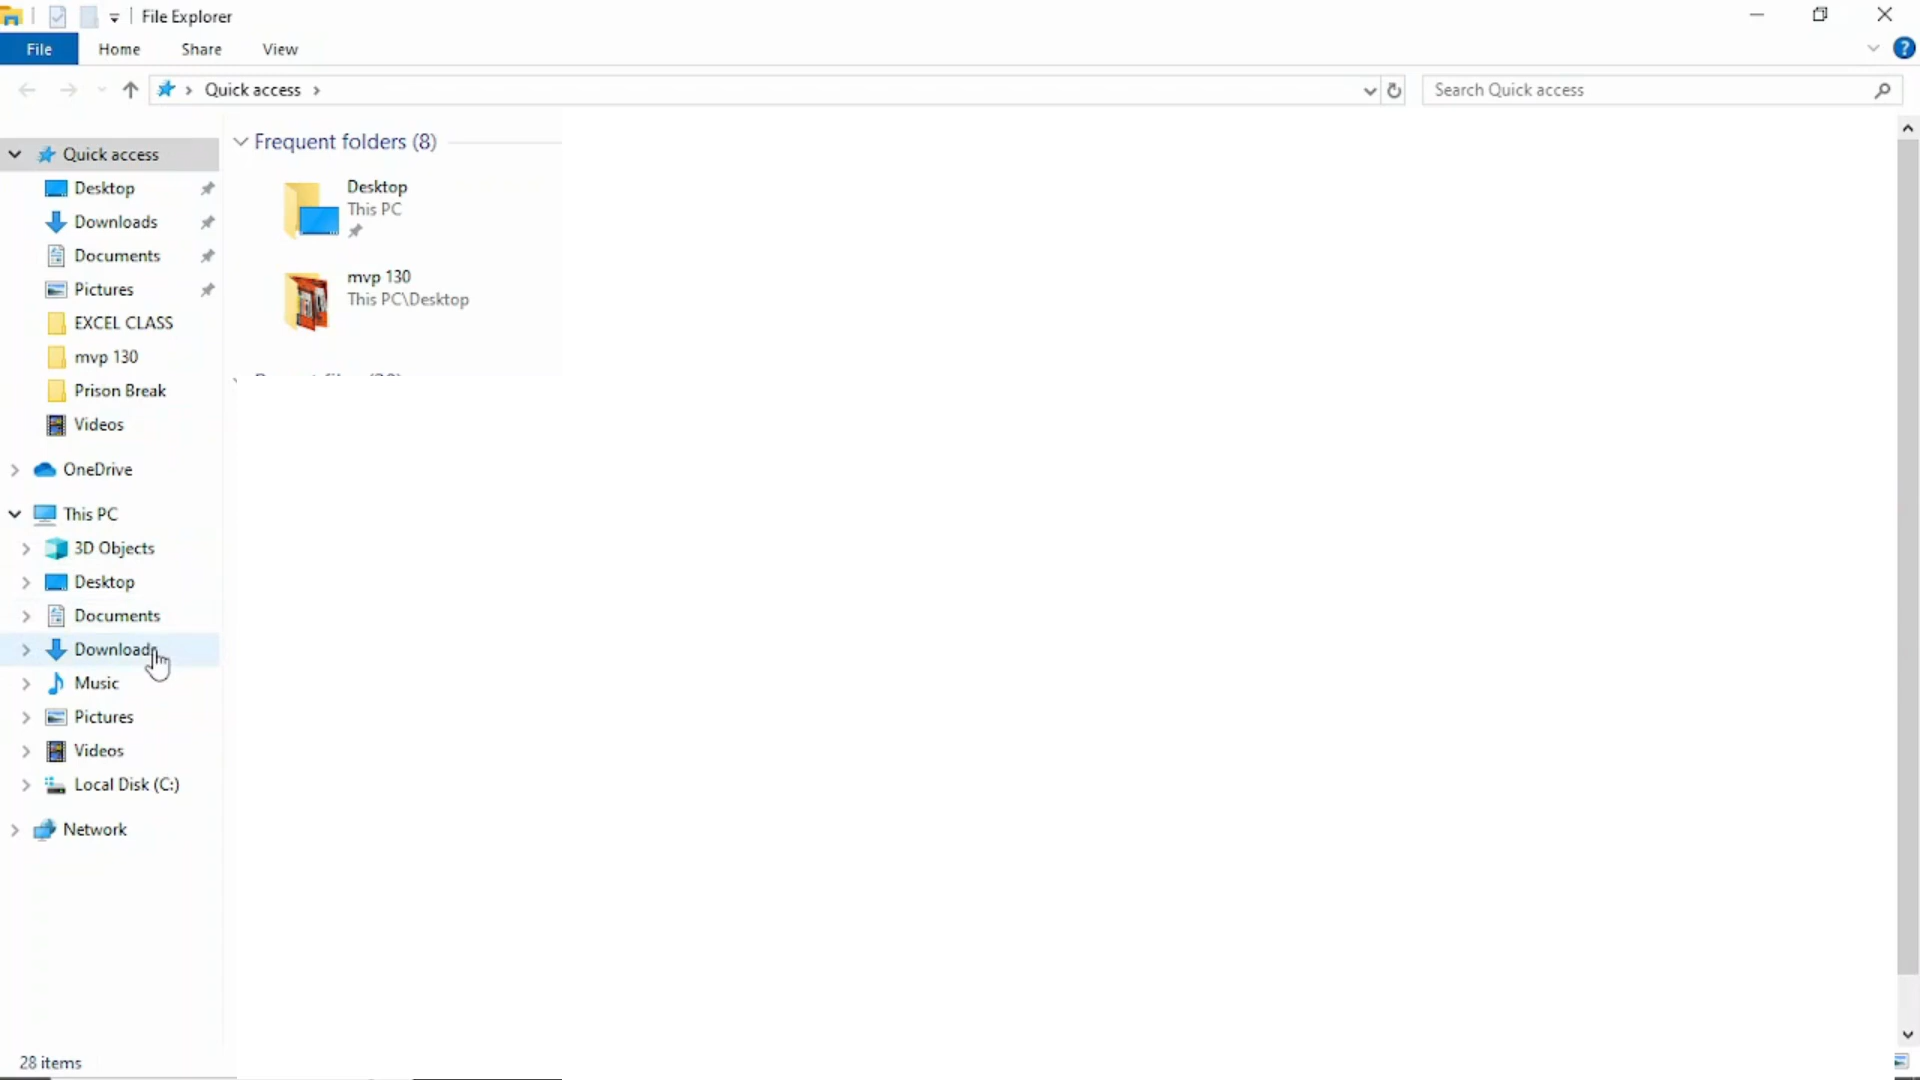 File Explorer
File Home Share View
Quick access
Search Quick access
Quick access
Desktop
Downloads
Documents
Pictures
EXCEL CLASS
mvp 130
Prison Break
Videos
OneDrive
This PC
3D Objects
Desktop
Documents
Downloads
Music
Pictures
Videos
Local Disk (C:)
Network
Frequent folders (8)
Desktop
This PC
mvp 130
This PC\Desktop
28 items